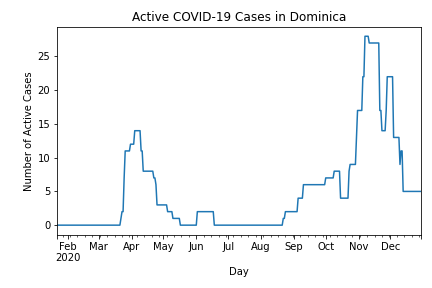 Active COVID-19 Cases in Dominica
Number of Active Cases
25
20
15
10
5
0
Feb Mar Apr May Jun Jul Aug Sep Oct Nov Dec
2020
Day